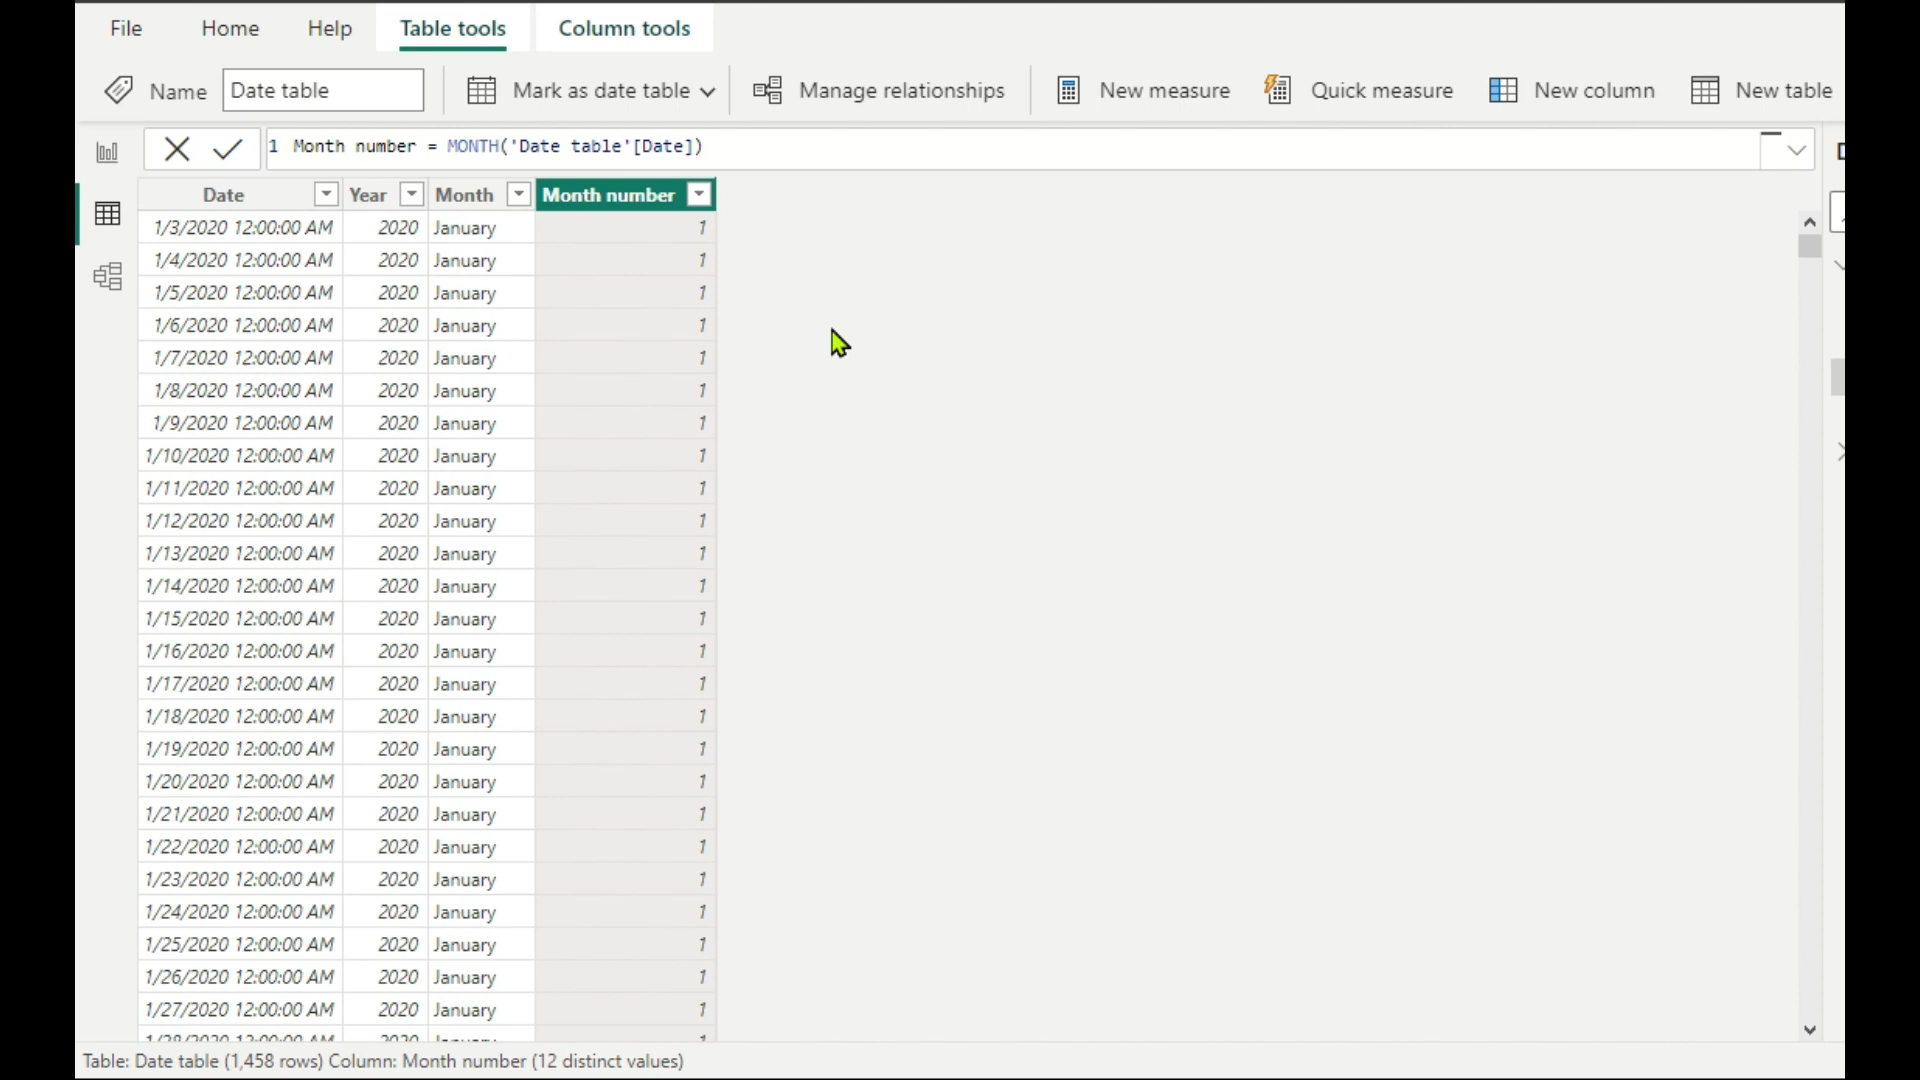 File Home Help Table tools Column tools
Name Date table Mark as date table Manage relationships New measure Quick measure New column New table
1 Month number = MONTH('Date table'[Date])
Date Year Month Month number
1/3/2020 12:00:00 AM 2020 January 1
1/4/2020 12:00:00 AM 2020 January 1
1/5/2020 12:00:00 AM 2020 January 1
1/6/2020 12:00:00 AM 2020 January 1
1/7/2020 12:00:00 AM 2020 January 1
1/8/2020 12:00:00 AM 2020 January 1
1/9/2020 12:00:00 AM 2020 January 1
1/10/2020 12:00:00 AM 2020 January 1
1/11/2020 12:00:00 AM 2020 January 1
1/12/2020 12:00:00 AM 2020 January 1
1/13/2020 12:00:00 AM 2020 January 1
1/14/2020 12:00:00 AM 2020 January 1
1/15/2020 12:00:00 AM 2020 January 1
1/16/2020 12:00:00 AM 2020 January 1
1/17/2020 12:00:00 AM 2020 January 1
1/18/2020 12:00:00 AM 2020 January 1
1/19/2020 12:00:00 AM 2020 January 1
1/20/2020 12:00:00 AM 2020 January 1
1/21/2020 12:00:00 AM 2020 January 1
1/22/2020 12:00:00 AM 2020 January 1
1/23/2020 12:00:00 AM 2020 January 1
1/24/2020 12:00:00 AM 2020 January 1
1/25/2020 12:00:00 AM 2020 January 1
1/26/2020 12:00:00 AM 2020 January 1
1/27/2020 12:00:00 AM 2020 January 1
Table: Date table (1,458 rows) Column: Month number (12 distinct values)